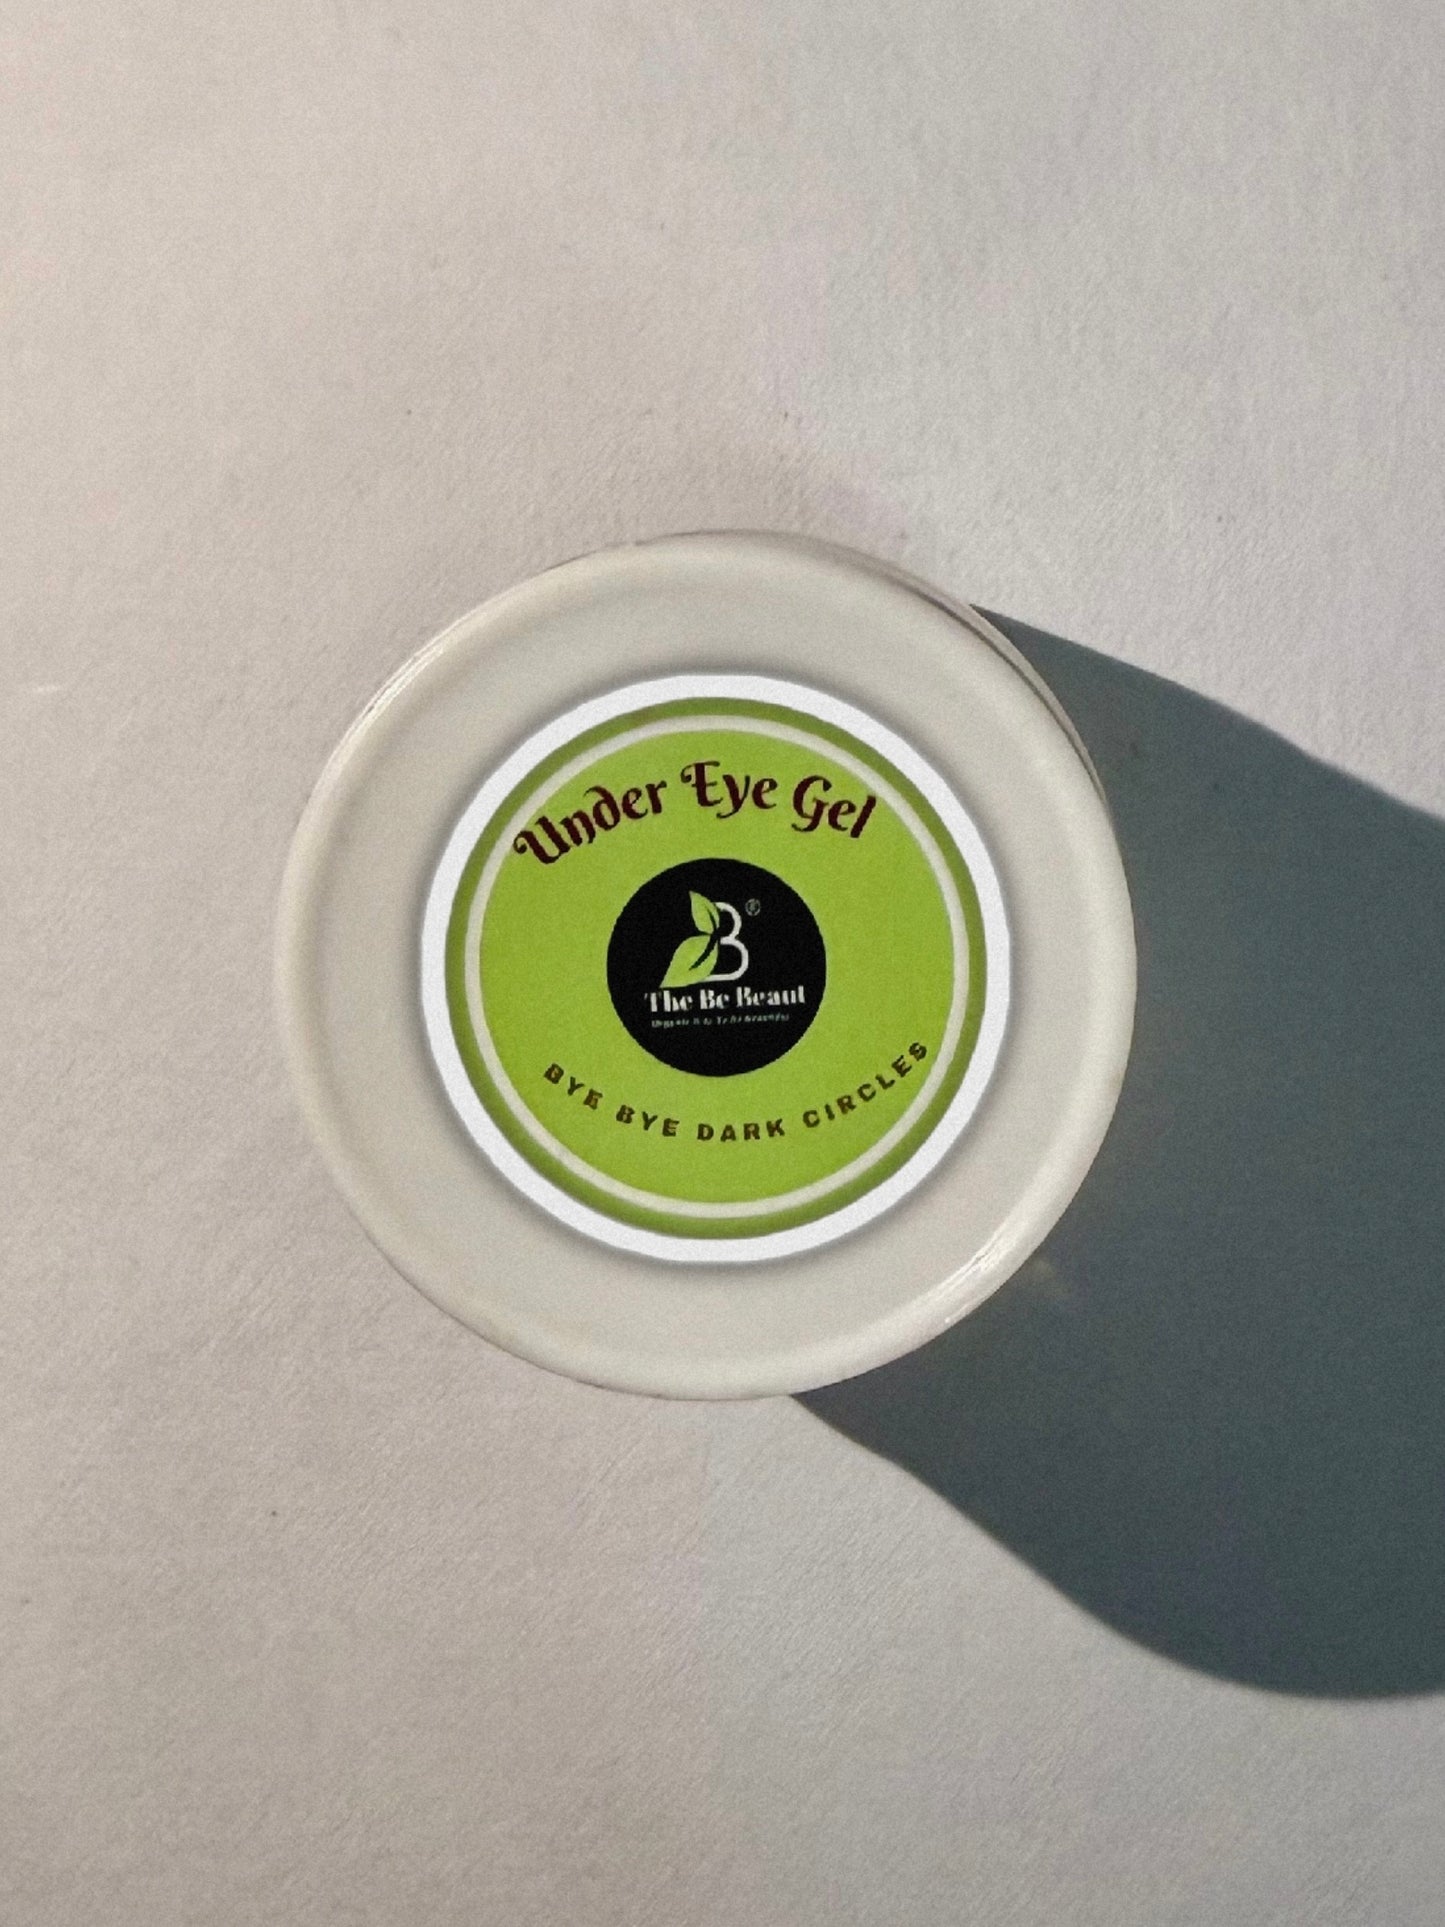 Under Eye Gel
B®
The Be Beaut
BYE BYE DARK CIRCLES